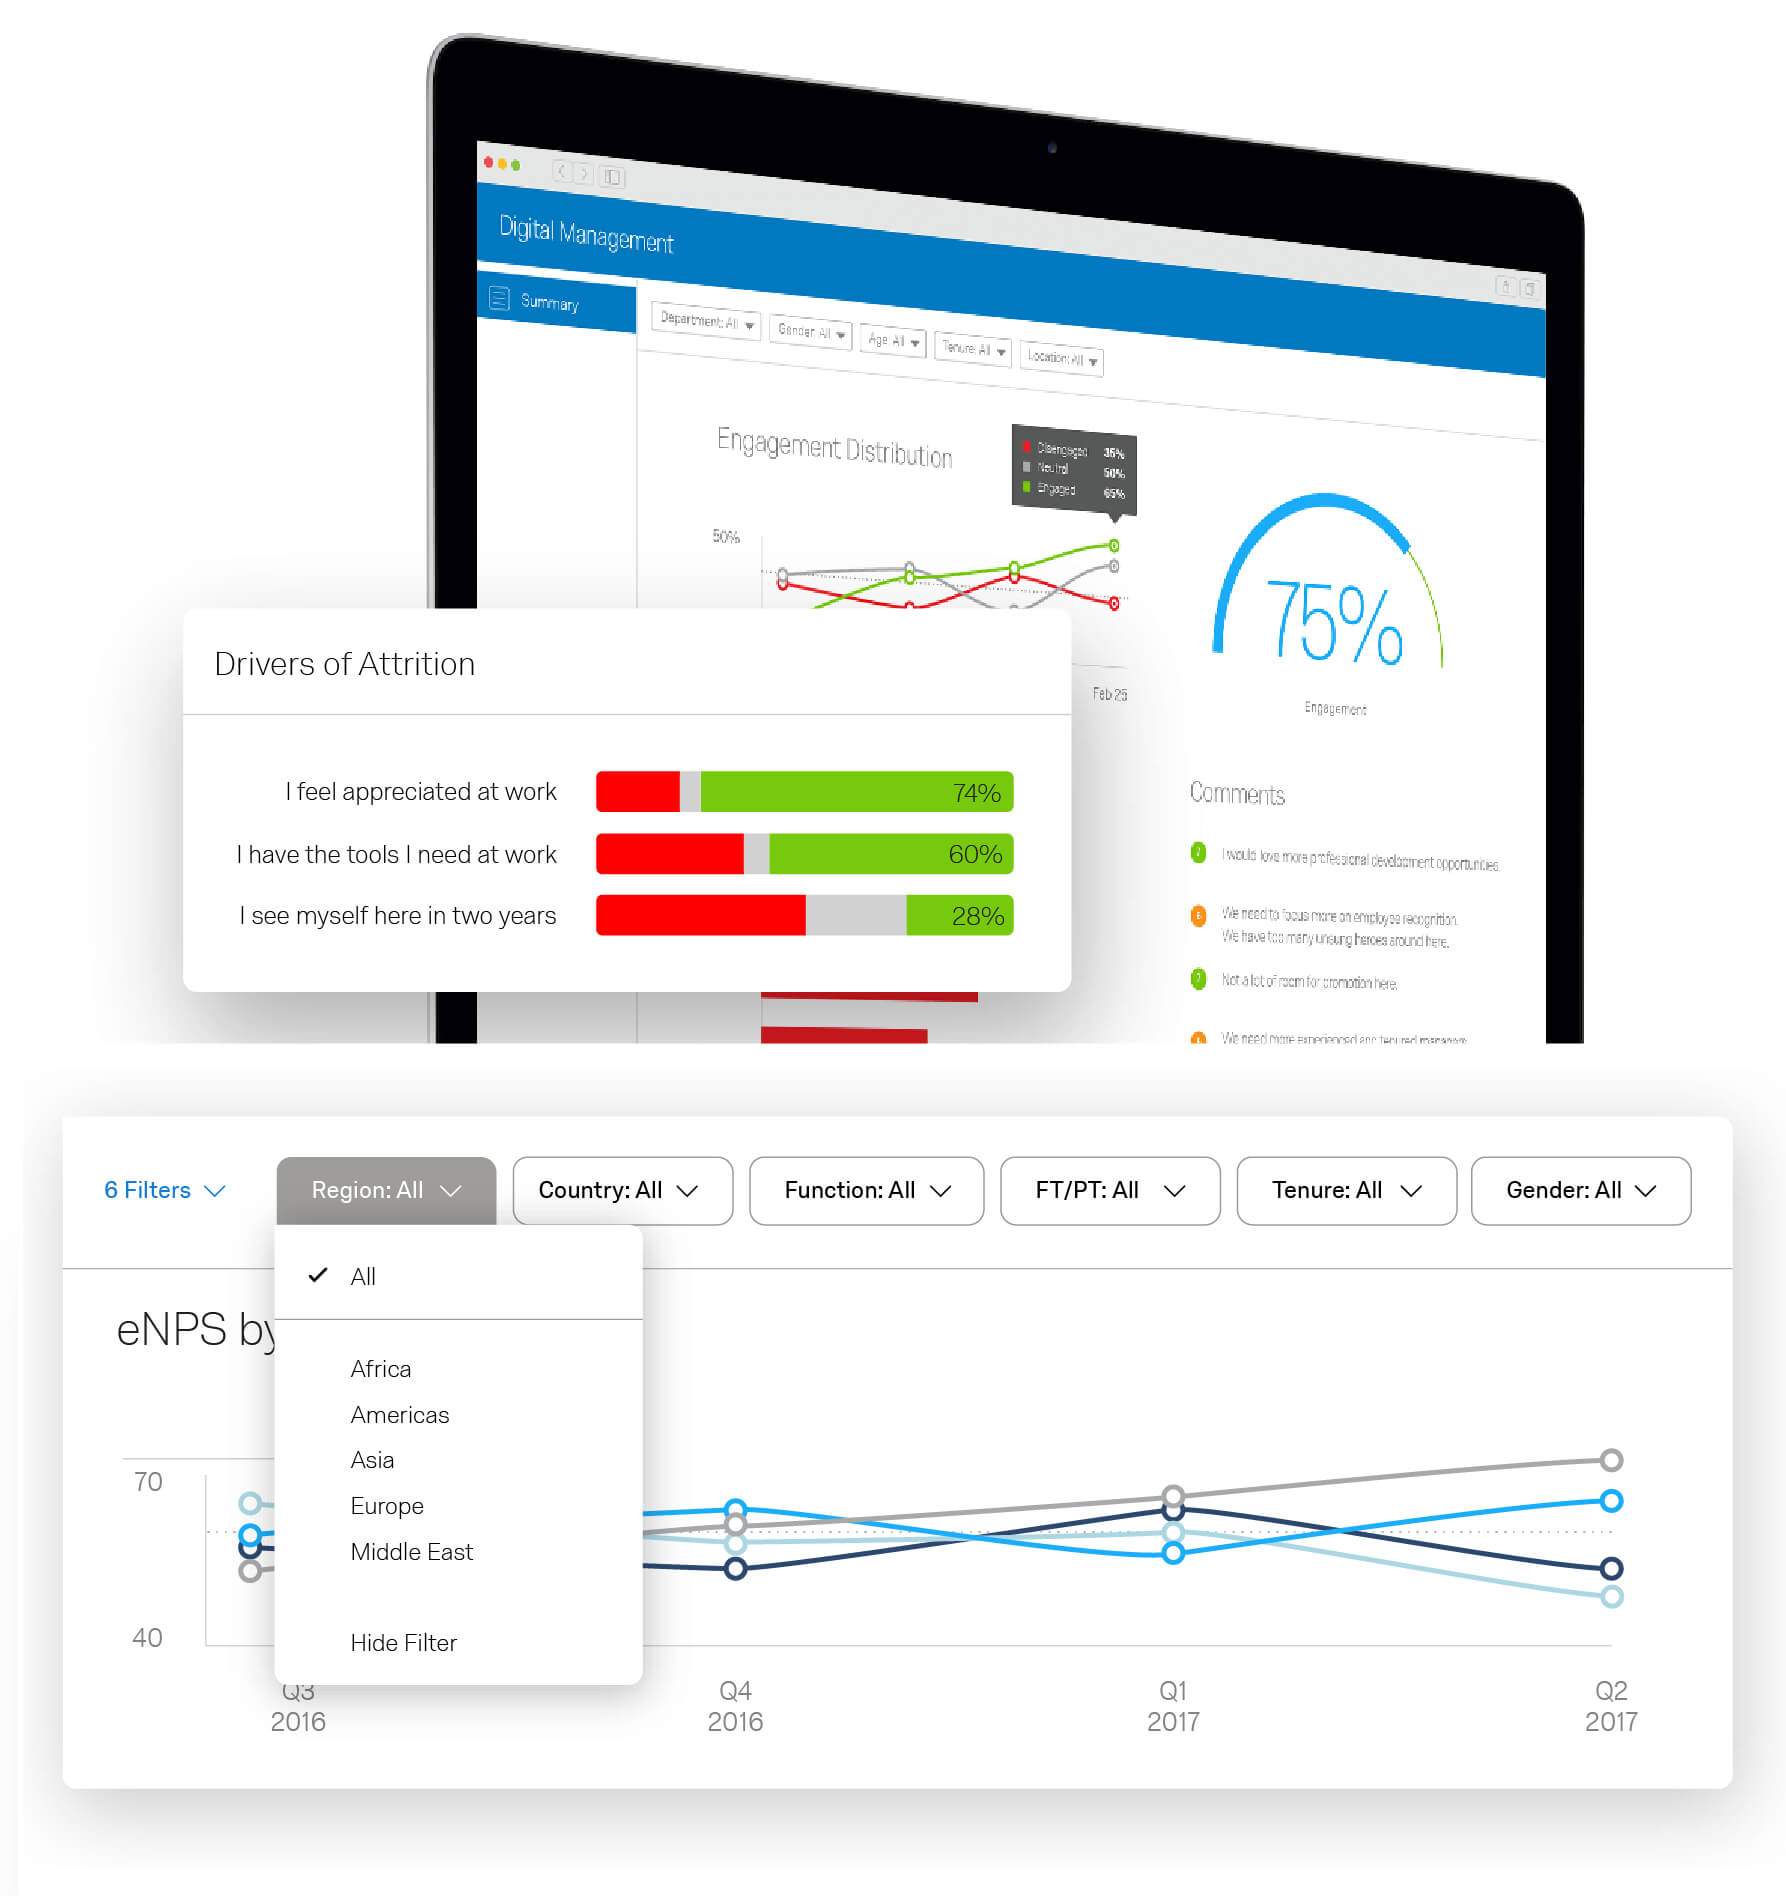 Digital Management
Summary
Department: All
Gender: All
Age: All
Tenure: All
Location: All
Engagement Distribution
Disengaged 35%
Neutral 50%
Engaged 65%
50%
Feb 25
75%
Engagement
Drivers of Attrition
I feel appreciated at work 74%
I have the tools I need at work 60%
I see myself here in two years 28%
Comments
7 I would love more professional development opportunities.
6 We need to focus more on employee recognition.
We have too many unsung heroes around here.
7 Not a lot of room for promotion here.
We need more experienced and tenured managers
6 Filters
Region: All
Country: All
Function: All
FT/PT: All
Tenure: All
Gender: All
All
Africa
Americas
Asia
Europe
Middle East
Hide Filter
eNPS by
70
40
Q3
2016
Q4
2016
Q1
2017
Q2
2017